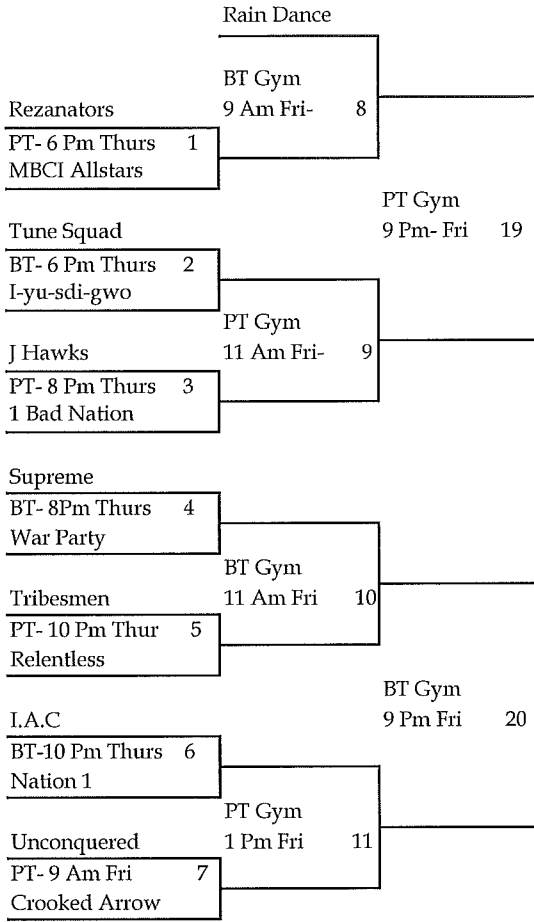 Rain Dance
BT Gym
9 Am Fri- 8
Rezanators
PT- 6 Pm Thurs 1
MBCI Allstars
PT Gym
9 Pm- Fri 19
Tune Squad
BT- 6 Pm Thurs 2
I-yu-sdi-gwo
PT Gym
11 Am Fri- 9
J Hawks
PT- 8 Pm Thurs 3
1 Bad Nation
Supreme
BT- 8Pm Thurs 4
War Party
BT Gym
11 Am Fri 10
Tribesmen
PT- 10 Pm Thur 5
Relentless
BT Gym
9 Pm Fri 20
I.A.C
BT-10 Pm Thurs 6
Nation 1
PT Gym
1 Pm Fri 11
Unconquered
PT- 9 Am Fri 7
Crooked Arrow